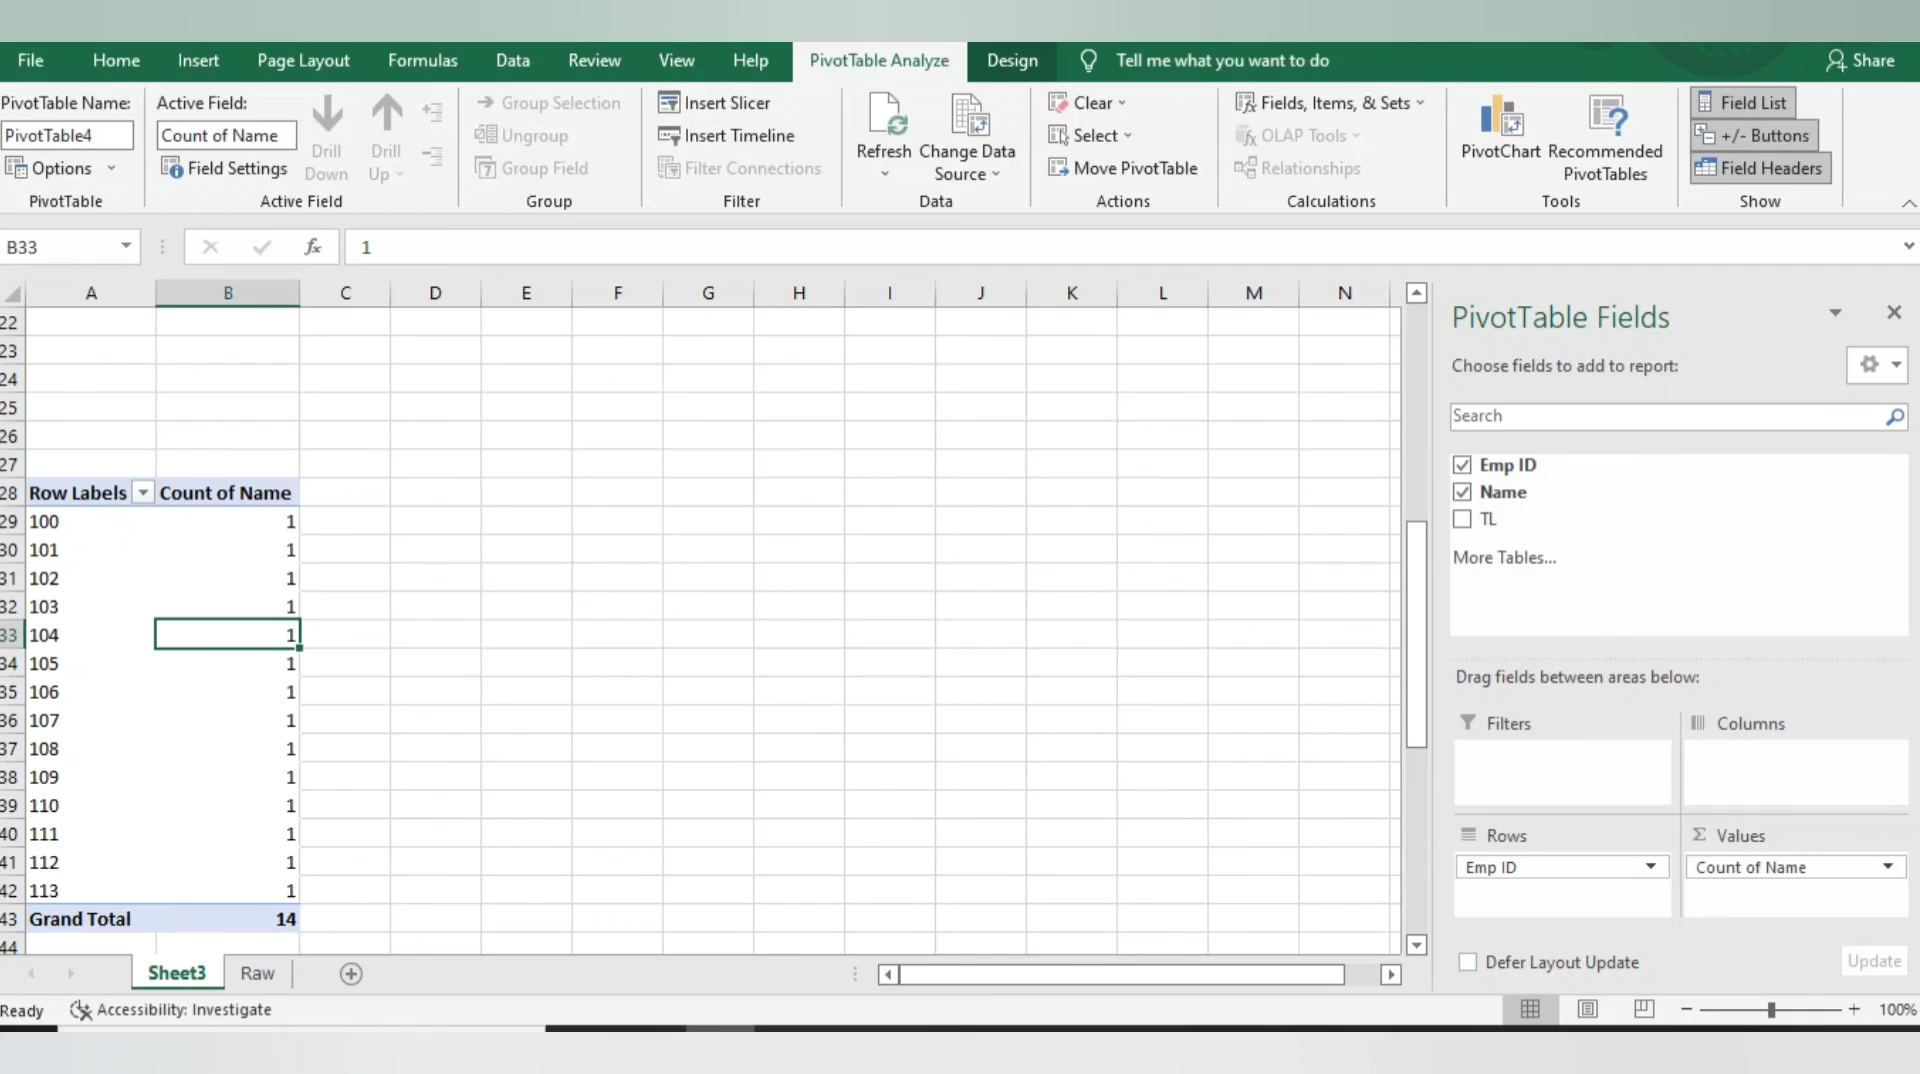 File Home Insert Page Layout Formulas Data Review View Help PivotTable Analyze Design Tell me what you want to do Share
PivotTable Name:
PivotTable4
Options
PivotTable
Active Field:
Count of Name
Field Settings
Drill Down
Drill Up
Active Field
Group Selection
Ungroup
Group Field
Group
Insert Slicer
Insert Timeline
Filter Connections
Filter
Refresh
Change Data
Source
Data
Clear
Select
Move PivotTable
Actions
Fields, Items, & Sets
OLAP Tools
Relationships
Calculations
PivotChart
Recommended
PivotTables
Tools
Field List
+/- Buttons
Field Headers
Show
B33 fx 1
A B C D E F G H I J K L M N
22
23
24
25
26
27
28 Row Labels Count of Name
29 100 1
30 101 1
31 102 1
32 103 1
33 104 1
34 105 1
35 106 1
36 107 1
37 108 1
38 109 1
39 110 1
40 111 1
41 112 1
42 113 1
43 Grand Total 14
44
Sheet3 Raw
Ready Accessibility: Investigate
100%
PivotTable Fields
Choose fields to add to report:
Search
Emp ID
Name
TL
More Tables...
Drag fields between areas below:
Filters
Columns
Rows
Emp ID
Σ Values
Count of Name
Defer Layout Update
Update